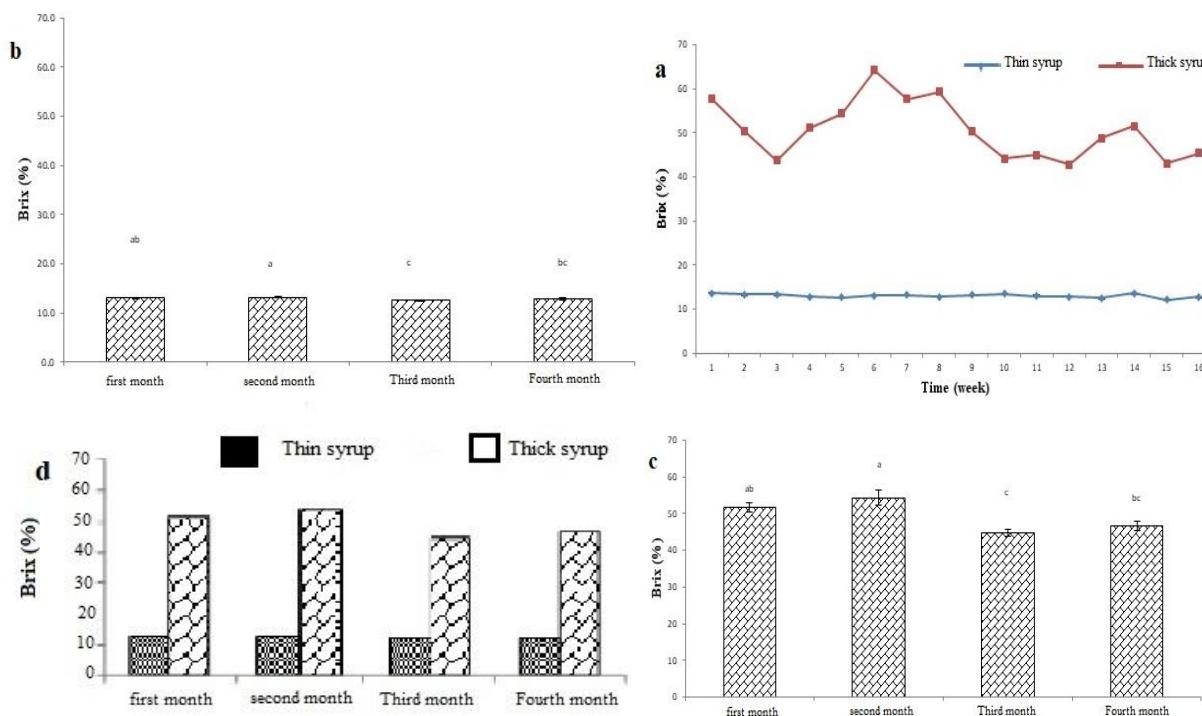 b
70.0
60.0
50.0
40.0
30.0
20.0
10.0
0.0
Brix (%)
ab
a
c
bc
first month
second month
Third month
Fourth month
a
Thin syrup
Thick syru
70
60
50
40
30
20
10
0
Brix (%)
1 2 3 4 5 6 7 8 9 10 11 12 13 14 15 16
Time (week)
d
Thin syrup
Thick syrup
70
60
50
40
30
20
10
0
Brix (%)
first month
second month
Third month
Fourth month
c
70
60
50
40
30
20
10
0
Brix (%)
ab
a
c
bc
first month
second month
Third month
Fourth month